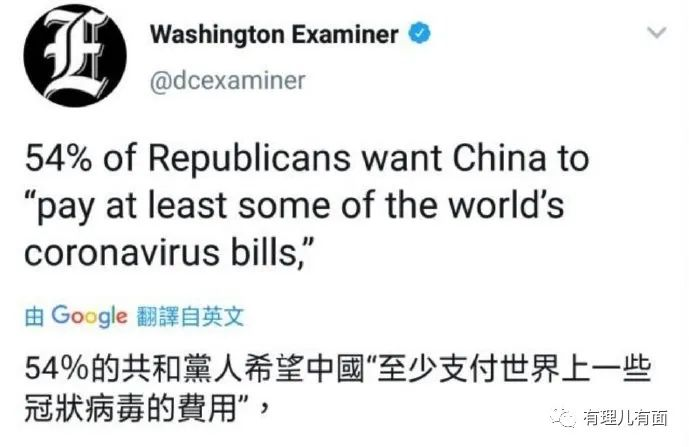 Washington Examiner
@dcexaminer
54% of Republicans want China to
“pay at least some of the world’s
coronavirus bills,”
由 Google 翻譯自英文
54%的共和黨人希望中國“至少支付世界上一些
冠狀病毒的費用”，
有理儿有面